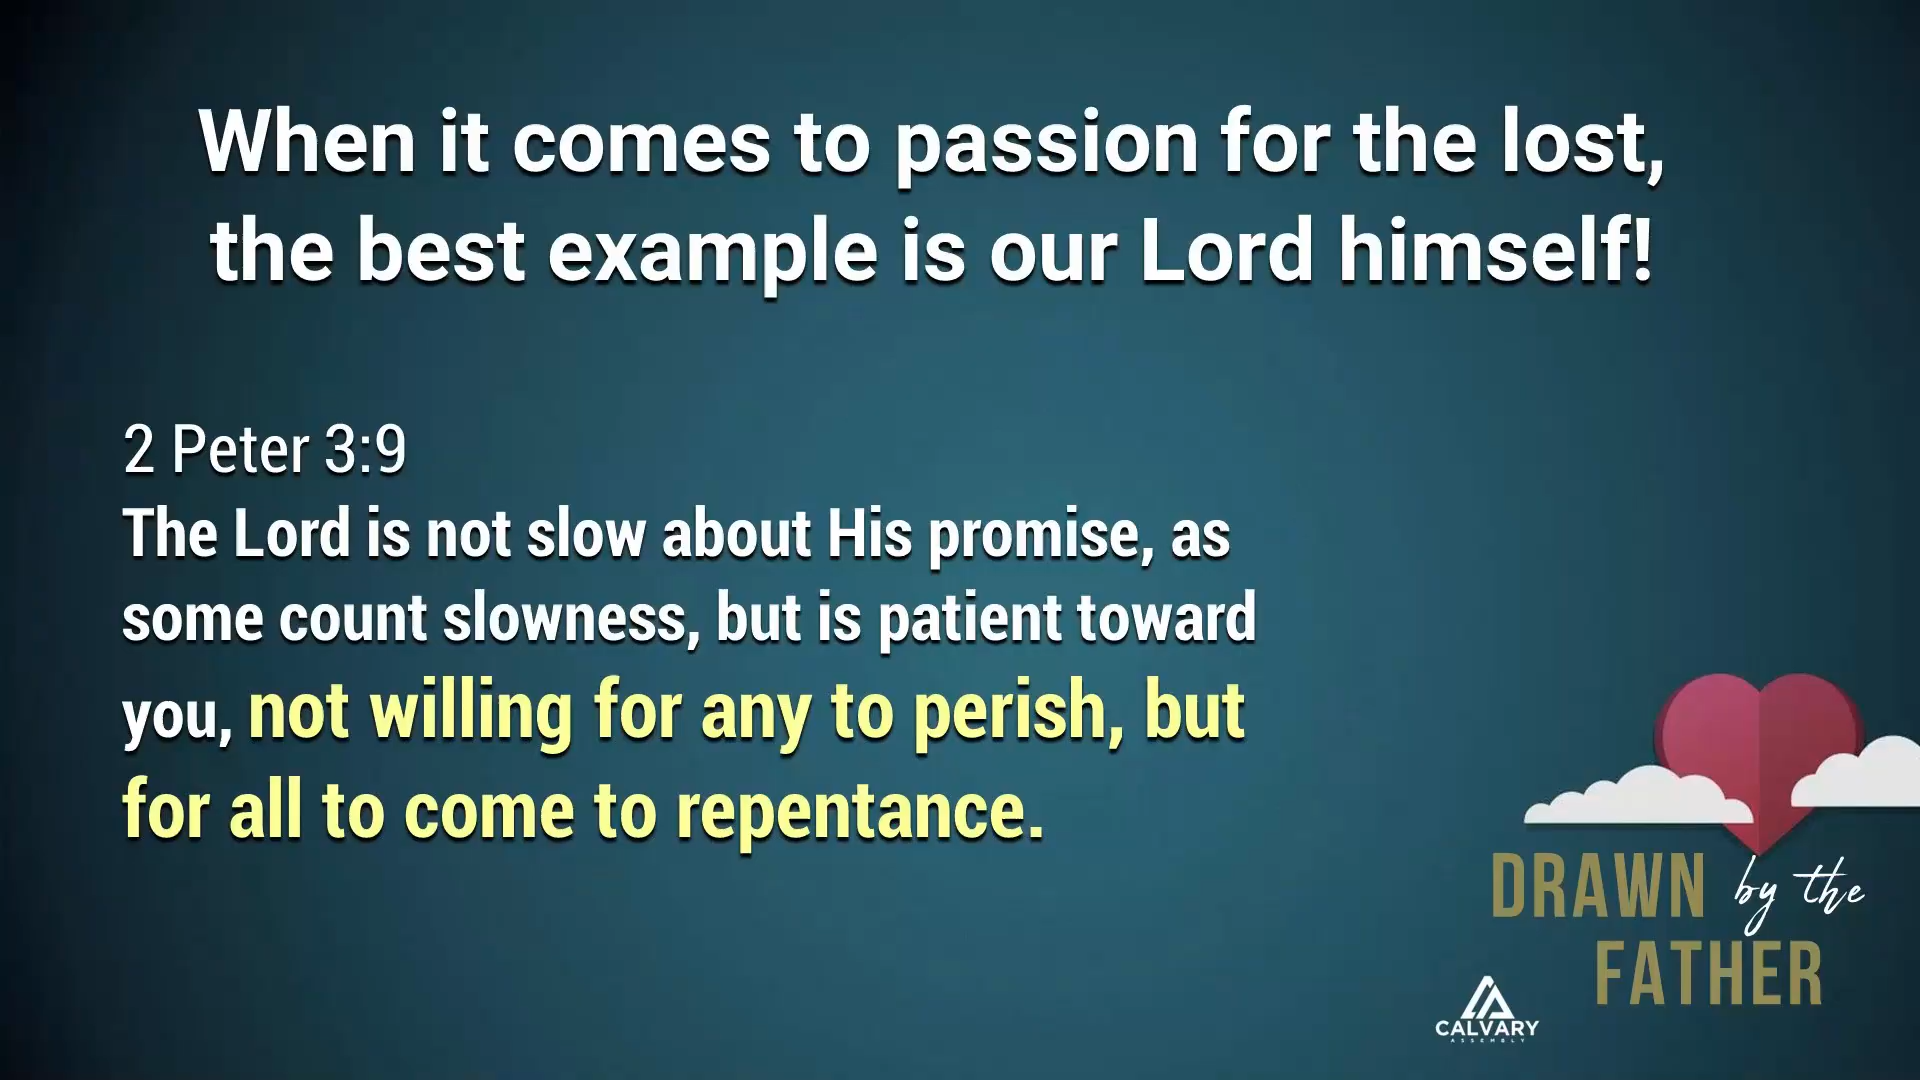 When it comes to passion for the lost,
the best example is our Lord himself!
2 Peter 3:9
The Lord is not slow about His promise, as
some count slowness, but is patient toward
you, not willing for any to perish, but
for all to come to repentance.
DRAWN by the
FATHER
CALVARY
ASSEMBLY